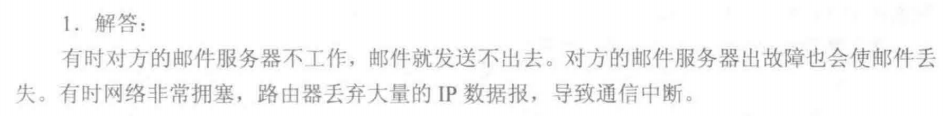 1．解答：
有时对方的邮件服务器不工作，邮件就发送不出去。对方的邮件服务器出故障也会使邮件丢
失。有时网络非常拥塞，路由器丢弃大量的 IP 数据报，导致通信中断。